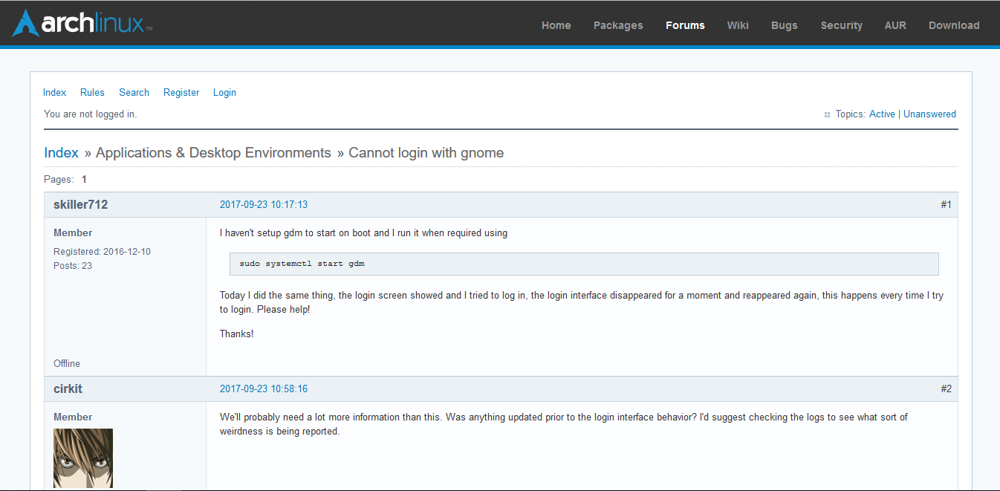 archlinux™
Home Packages Forums Wiki Bugs Security AUR Download
Index Rules Search Register Login
You are not logged in.
Topics: Active | Unanswered
Index » Applications & Desktop Environments » Cannot login with gnome
Pages: 1
skiller712 2017-09-23 10:17:13 #1
Member
Registered: 2016-12-10
Posts: 23
Offline
I haven't setup gdm to start on boot and I run it when required using
sudo systemctl start gdm
Today I did the same thing, the login screen showed and I tried to log in, the login interface disappeared for a moment and reappeared again, this happens every time I try
to login. Please help!
Thanks!
cirkit 2017-09-23 10:58:16 #2
Member
We'll probably need a lot more information than this. Was anything updated prior to the login interface behavior? I'd suggest checking the logs to see what sort of
weirdness is being reported.